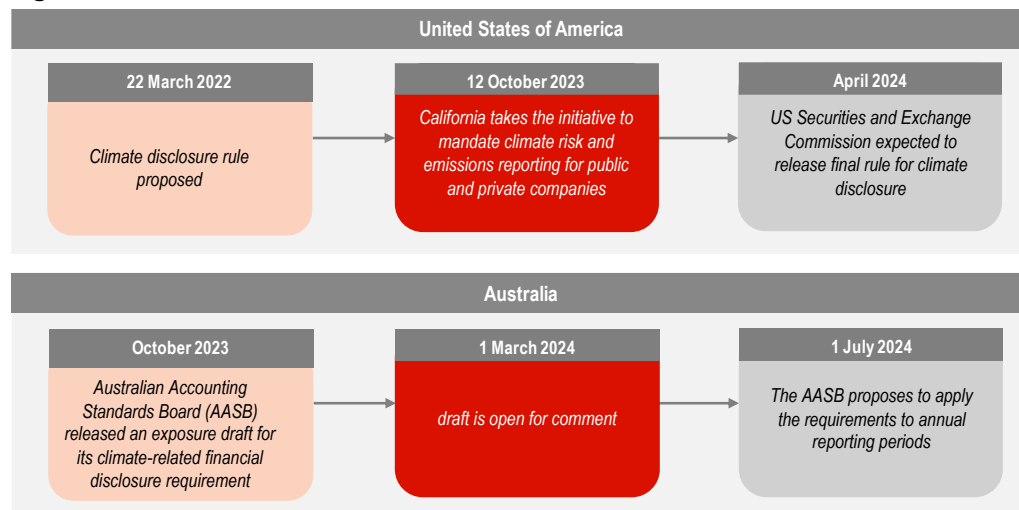 United States of America
22 March 2022
Climate disclosure rule
proposed
12 October 2023
California takes the initiative to
mandate climate risk and
emissions reporting for public
and private companies
April 2024
US Securities and Exchange
Commission expected to
release final rule for climate
disclosure
Australia
October 2023
Australian Accounting
Standards Board (AASB)
released an exposure draft for
its climate-related financial
disclosure requirement
1 March 2024
draft is open for comment
1 July 2024
The AASB proposes to apply
the requirements to annual
reporting periods